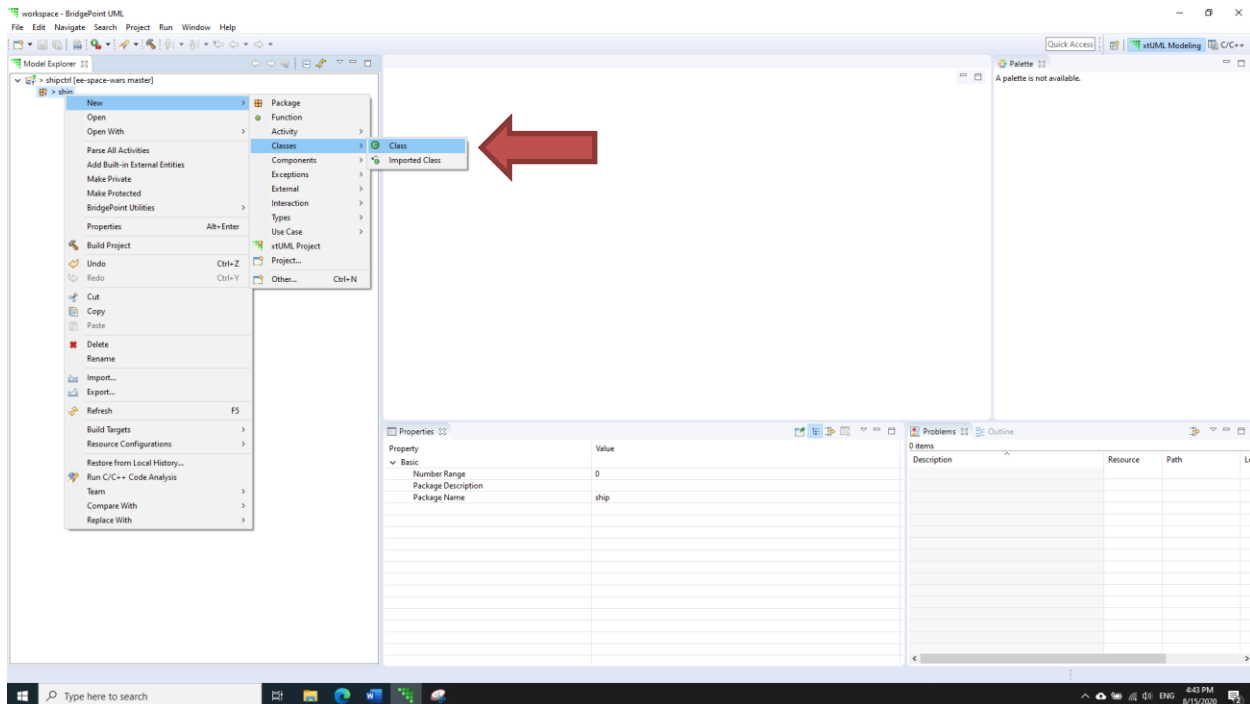 workspace - BridgePoint UML
File Edit Navigate Search Project Run Window Help
Quick Access
xtUML Modeling
C/C++
Model Explorer
> shipctrl [ee-space-wars master]
> ship
New
Open
Open With
Parse All Activities
Add Built-in External Entities
Make Private
Make Protected
BridgePoint Utilities
Properties Alt+Enter
Build Project
Undo Ctrl+Z
Redo Ctrl+Y
Cut
Copy
Paste
Delete
Rename
Import...
Export...
Refresh F5
Build Targets
Resource Configurations
Restore from Local History...
Run C/C++ Code Analysis
Team
Compare With
Replace With
Package
Function
Activity
Classes
Components
Exceptions
External
Interaction
Types
Use Case
xtUML Project
Project...
Other... Ctrl+N
Class
Imported Class
Palette
A palette is not available.
Properties
Property Value
Basic
Number Range 0
Package Description
Package Name ship
Problems
Outline
0 items
Description Resource Path
Type here to search
ENG
4:43 PM
8/15/2020
2